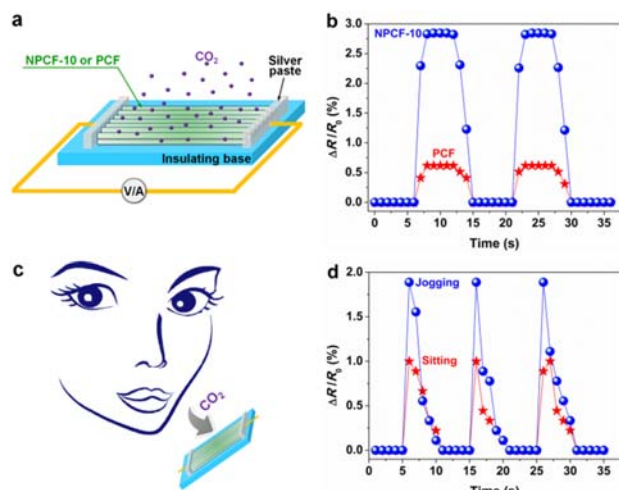 a
NPCF-10 or PCF
CO2
Silver
paste
Insulating base
V/A
b
ΔR/R0 (%)
3.0
2.5
2.0
1.5
1.0
0.5
0.0
NPCF-10
PCF
0 5 10 15 20 25 30 35
Time (s)
c
CO2
d
ΔR/R0 (%)
2.0
1.5
1.0
0.5
0.0
Jogging
Sitting
0 5 10 15 20 25 30 35
Time (s)